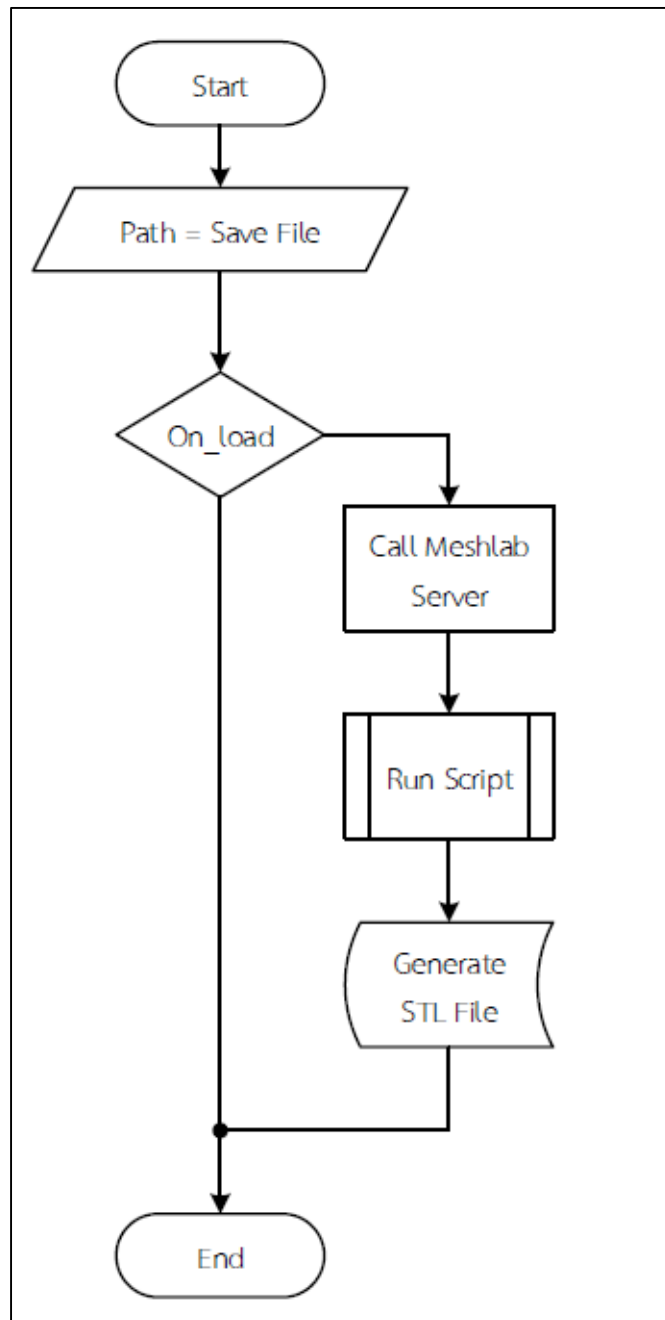 Start
Path = Save File
On_load
Call Meshlab
Server
Run Script
Generate
STL File
End